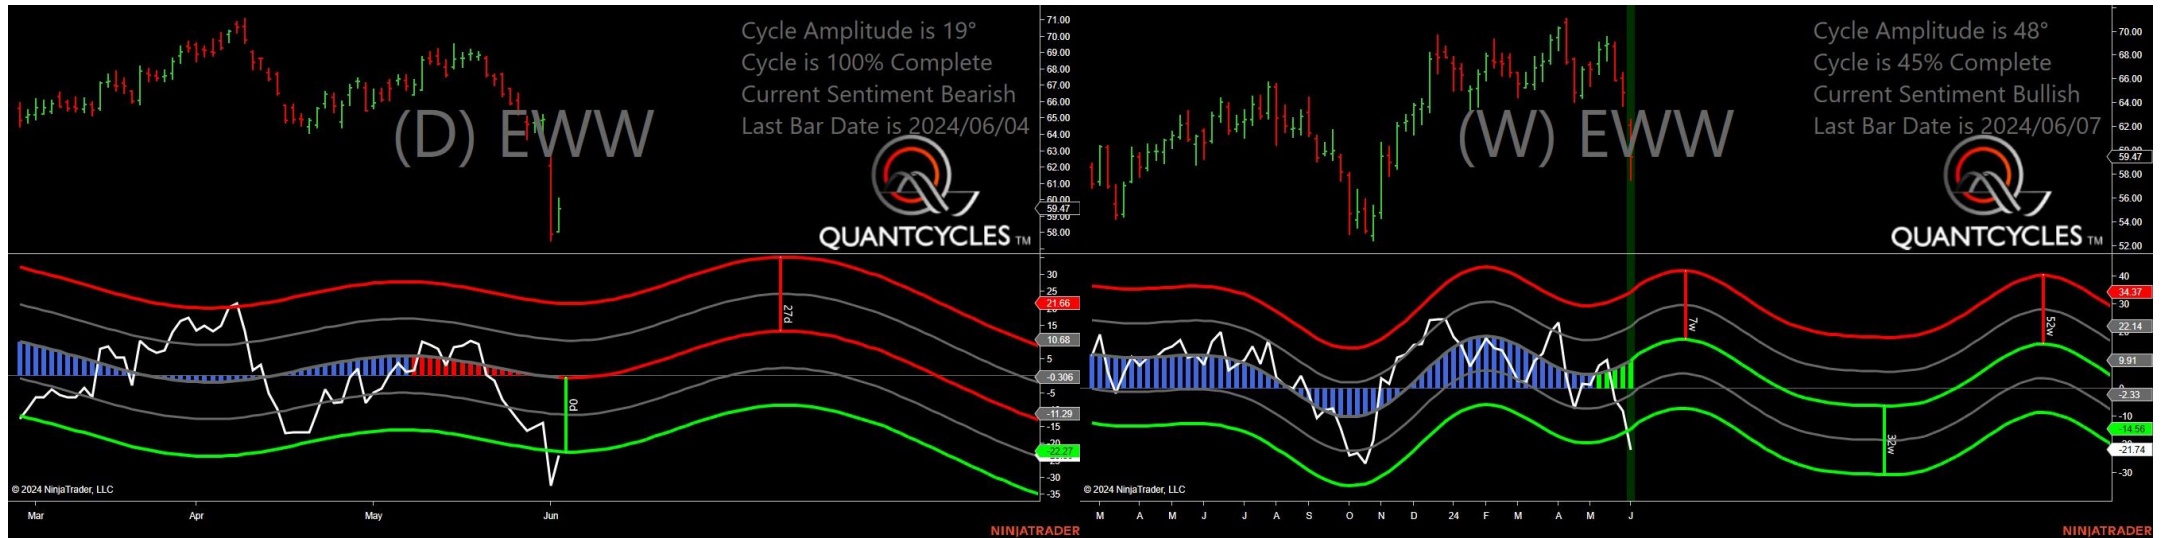 Cycle Amplitude is 19°
Cycle is 100% Complete
Current Sentiment Bearish
Last Bar Date is 2024/06/04
(D) EWW
QUANTCYCLES TM
71.00
70.00
69.00
68.00
67.00
66.00
65.00
64.00
63.00
62.00
61.00
60.00
59.47
59.00
58.00
27d
0d
30
25
21.66
15
10.68
5
-0.306
-5
-11.29
-15
-20
-22.27
-30
-35
© 2024 NinjaTrader, LLC
Mar Apr May Jun
NINJATRADER
Cycle Amplitude is 48°
Cycle is 45% Complete
Current Sentiment Bullish
Last Bar Date is 2024/06/07
(W) EWW
QUANTCYCLES TM
70.00
68.00
66.00
64.00
62.00
60.00
59.47
58.00
56.00
54.00
52.00
7w
32w
52w
40
34.37
30
22.14
9.91
0
-2.33
-10
-14.56
-21.74
-30
© 2024 NinjaTrader, LLC
M A M J J A S O N D 24 F M A M J
NINJATRADER